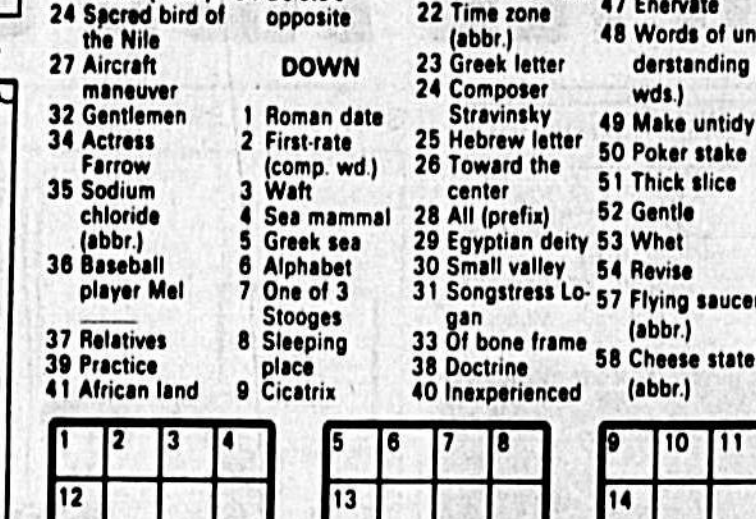 24 Sacred bird of
the Nile
27 Aircraft
maneuver
32 Gentlemen
34 Actress
Farrow
35 Sodium
chloride
(abbr.)
36 Baseball
player Mel
____
37 Relatives
39 Practice
41 African land
opposite
DOWN
1 Roman date
2 First-rate
(comp. wd.)
3 Waft
4 Sea mammal
5 Greek sea
6 Alphabet
7 One of 3
Stooges
8 Sleeping
place
9 Cicatrix
22 Time zone
(abbr.)
23 Greek letter
24 Composer
Stravinsky
25 Hebrew letter
26 Toward the
center
28 All (prefix)
29 Egyptian deity
30 Small valley
31 Songstress Lo-
gan
33 Of bone frame
38 Doctrine
40 Inexperienced
47 Enervate
48 Words of un
derstanding
wds.)
49 Make untidy
50 Poker stake
51 Thick slice
52 Gentle
53 Whet
54 Revise
57 Flying saucer
(abbr.)
58 Cheese state
(abbr.)
1 2 3 4 5 6 7 8 9 10 11
12 13 14